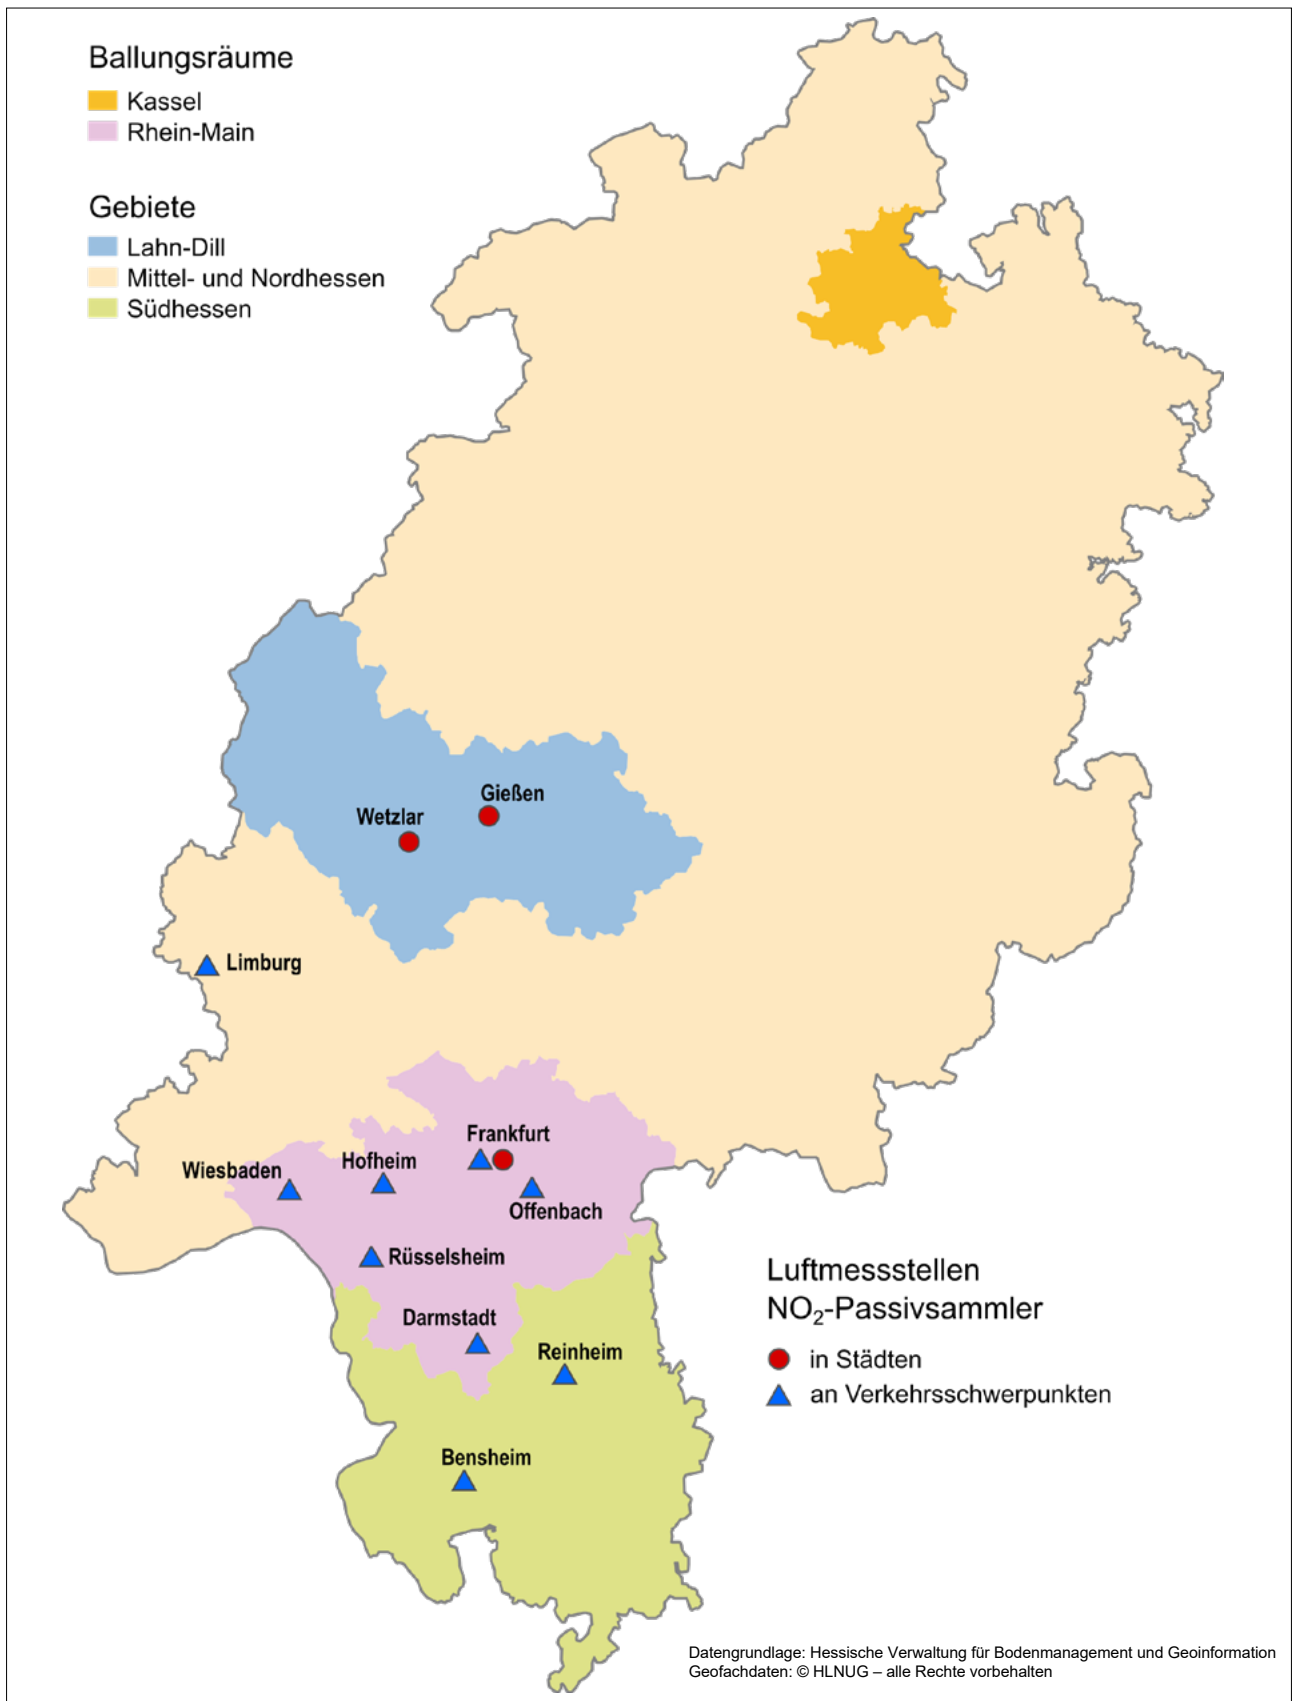 Ballungsräume
Kassel
Rhein-Main
Gebiete
Lahn-Dill
Mittel- und Nordhessen
Südhessen
Gießen
Wetzlar
Limburg
Frankfurt
Hofheim
Wiesbaden
Offenbach
Rüsselsheim
Darmstadt
Reinheim
Bensheim
Luftmessstellen
NO₂-Passivsammler
in Städten
an Verkehrsschwerpunkten
Datengrundlage: Hessische Verwaltung für Bodenmanagement und Geoinformation
Geofachdaten: © HLNUG – alle Rechte vorbehalten